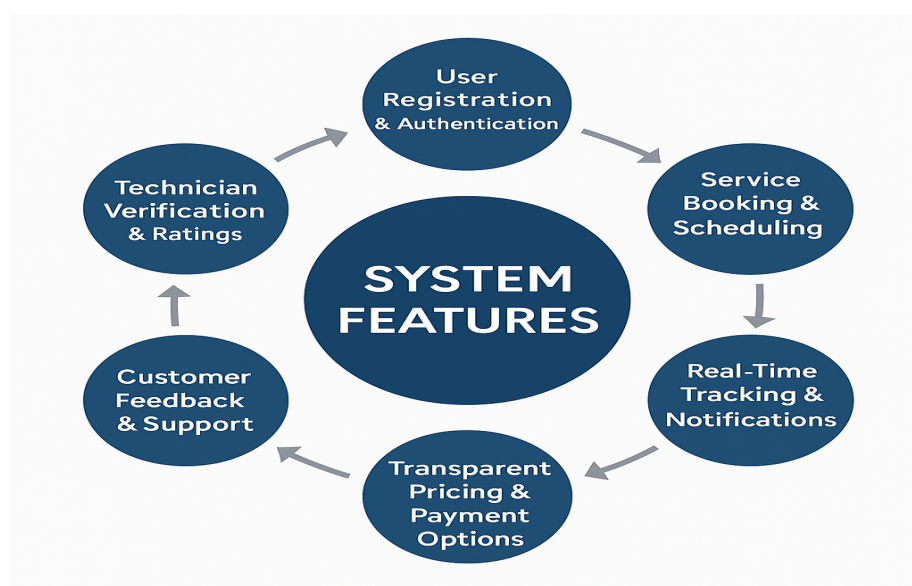 User
Registration
& Authentication
Service
Booking &
Scheduling
Real-Time
Tracking &
Notifications
Transparent
Pricing &
Payment
Options
Customer
Feedback
& Support
Technician
Verification
& Ratings
SYSTEM
FEATURES